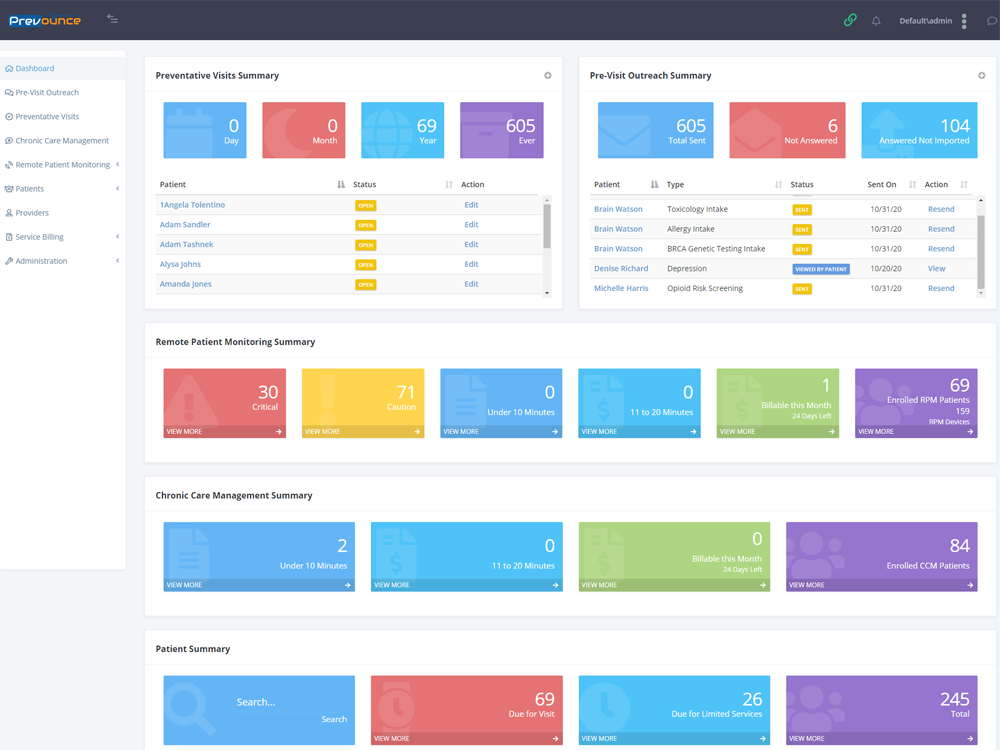 Prevounce
Default\admin
Dashboard
Pre-Visit Outreach
Preventative Visits
Chronic Care Management
Remote Patient Monitoring
Patients
Providers
Service Billing
Administration
Preventative Visits Summary
0
Day
0
Month
69
Year
605
Ever
Patient Status Action
1Angela Tolentino OPEN Edit
Adam Sandler OPEN Edit
Adam Tashnek OPEN Edit
Alysa Johns OPEN Edit
Amanda Jones OPEN Edit
Pre-Visit Outreach Summary
605
Total Sent
6
Not Answered
104
Answered Not Imported
Patient Type Status Sent On Action
Brain Watson Toxicology Intake SENT 10/31/20 Resend
Brain Watson Allergy Intake SENT 10/31/20 Resend
Brain Watson BRCA Genetic Testing Intake SENT 10/31/20 Resend
Denise Richard Depression VIEWED BY PATIENT 10/20/20 View
Michelle Harris Opioid Risk Screening SENT 10/31/20 Resend
Remote Patient Monitoring Summary
30
Critical
VIEW MORE
71
Caution
VIEW MORE
0
Under 10 Minutes
VIEW MORE
0
11 to 20 Minutes
VIEW MORE
1
Billable this Month
24 Days Left
VIEW MORE
69
Enrolled RPM Patients
159
RPM Devices
VIEW MORE
Chronic Care Management Summary
2
Under 10 Minutes
VIEW MORE
0
11 to 20 Minutes
VIEW MORE
0
Billable this Month
24 Days Left
VIEW MORE
84
Enrolled CCM Patients
VIEW MORE
Patient Summary
Search...
Search
69
Due for Visit
VIEW MORE
26
Due for Limited Services
VIEW MORE
245
Total
VIEW MORE